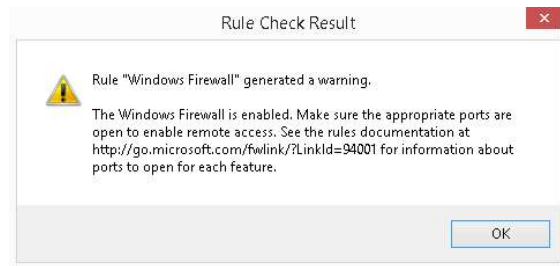 Rule Check Result
Rule "Windows Firewall" generated a warning.
The Windows Firewall is enabled. Make sure the appropriate ports are
open to enable remote access. See the rules documentation at
http://go.microsoft.com/fwlink/?LinkId=94001 for information about
ports to open for each feature.
OK